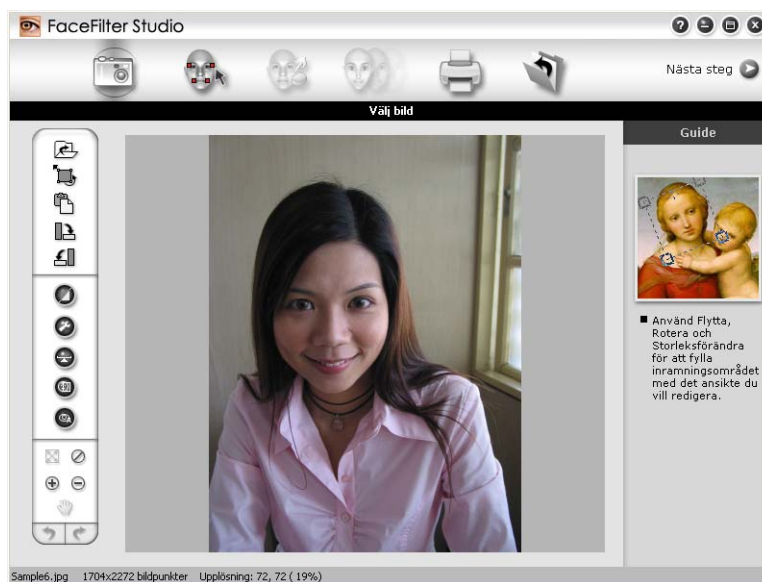 FaceFilter Studio
Nästa steg
Välj bild
Guide
Använd Flytta,
Rotera och
Storleksförändra
för att fylla
inramningsområdet
med det ansikte du
vill redigera.
Sample6.jpg 1704x2272 bildpunkter Upplösning: 72, 72 ( 19%)